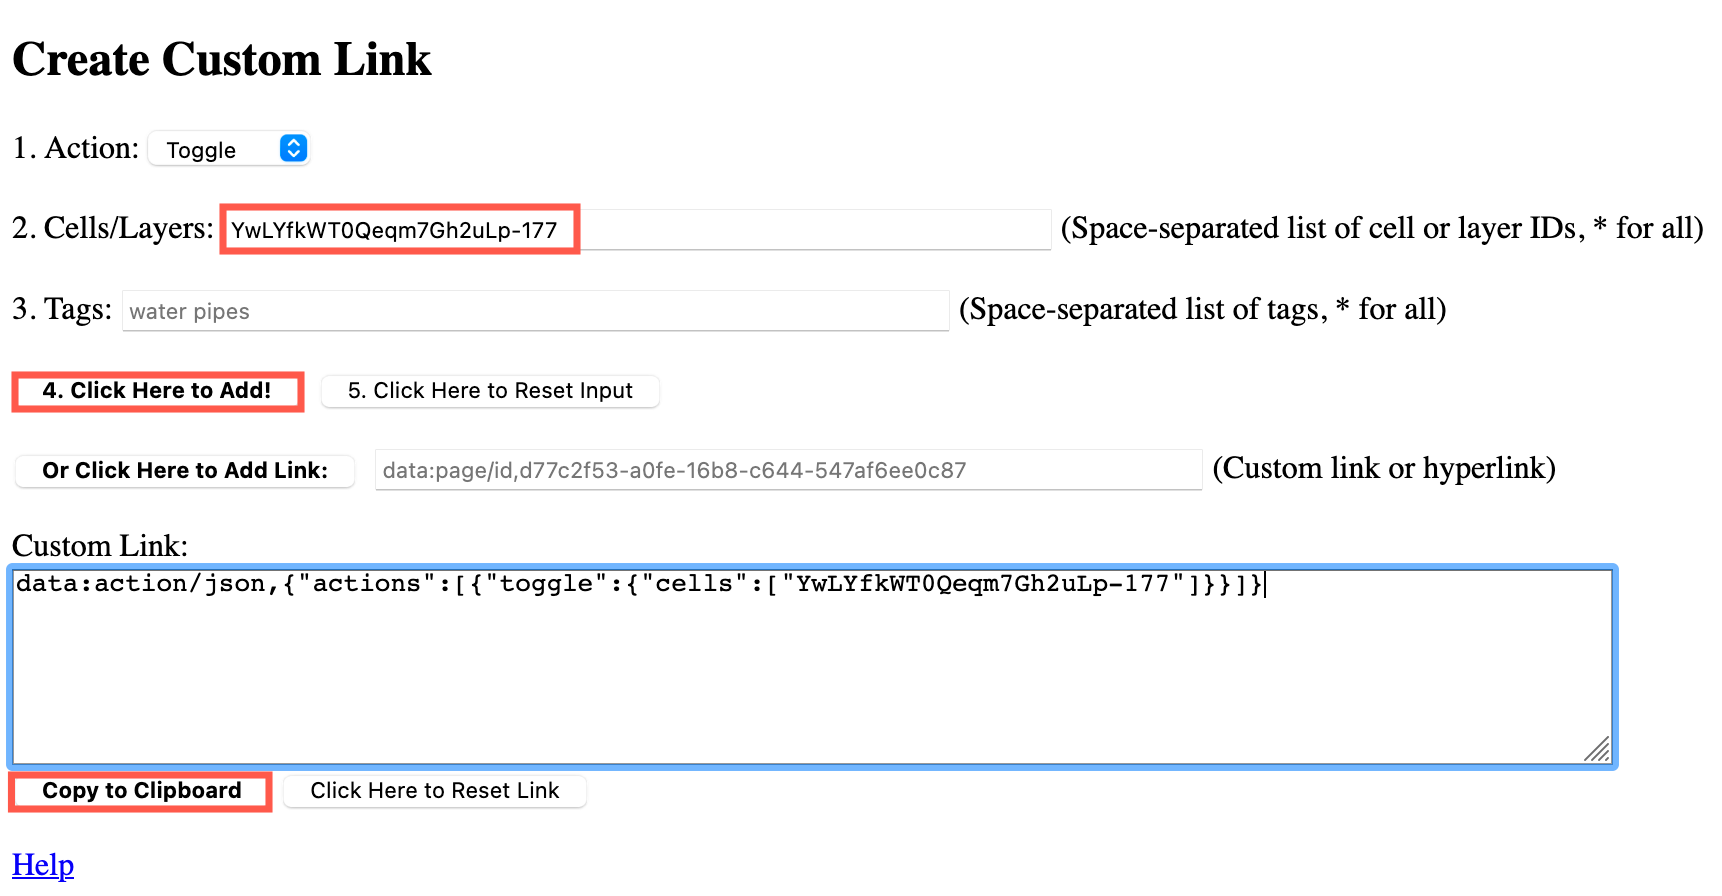 Create Custom Link
1. Action: Toggle
2. Cells/Layers: YwLYfkWT0Qeqm7Gh2uLp-177 (Space-separated list of cell or layer IDs, * for all)
3. Tags: water pipes (Space-separated list of tags, * for all)
4. Click Here to Add! 5. Click Here to Reset Input
Or Click Here to Add Link: data:page/id,d77c2f53-a0fe-16b8-c644-547af6ee0c87 (Custom link or hyperlink)
Custom Link:
data:action/json,{"actions":[{"toggle":{"cells":["YwLYfkWT0Qeqm7Gh2uLp-177"]}}]}
Copy to Clipboard Click Here to Reset Link
Help